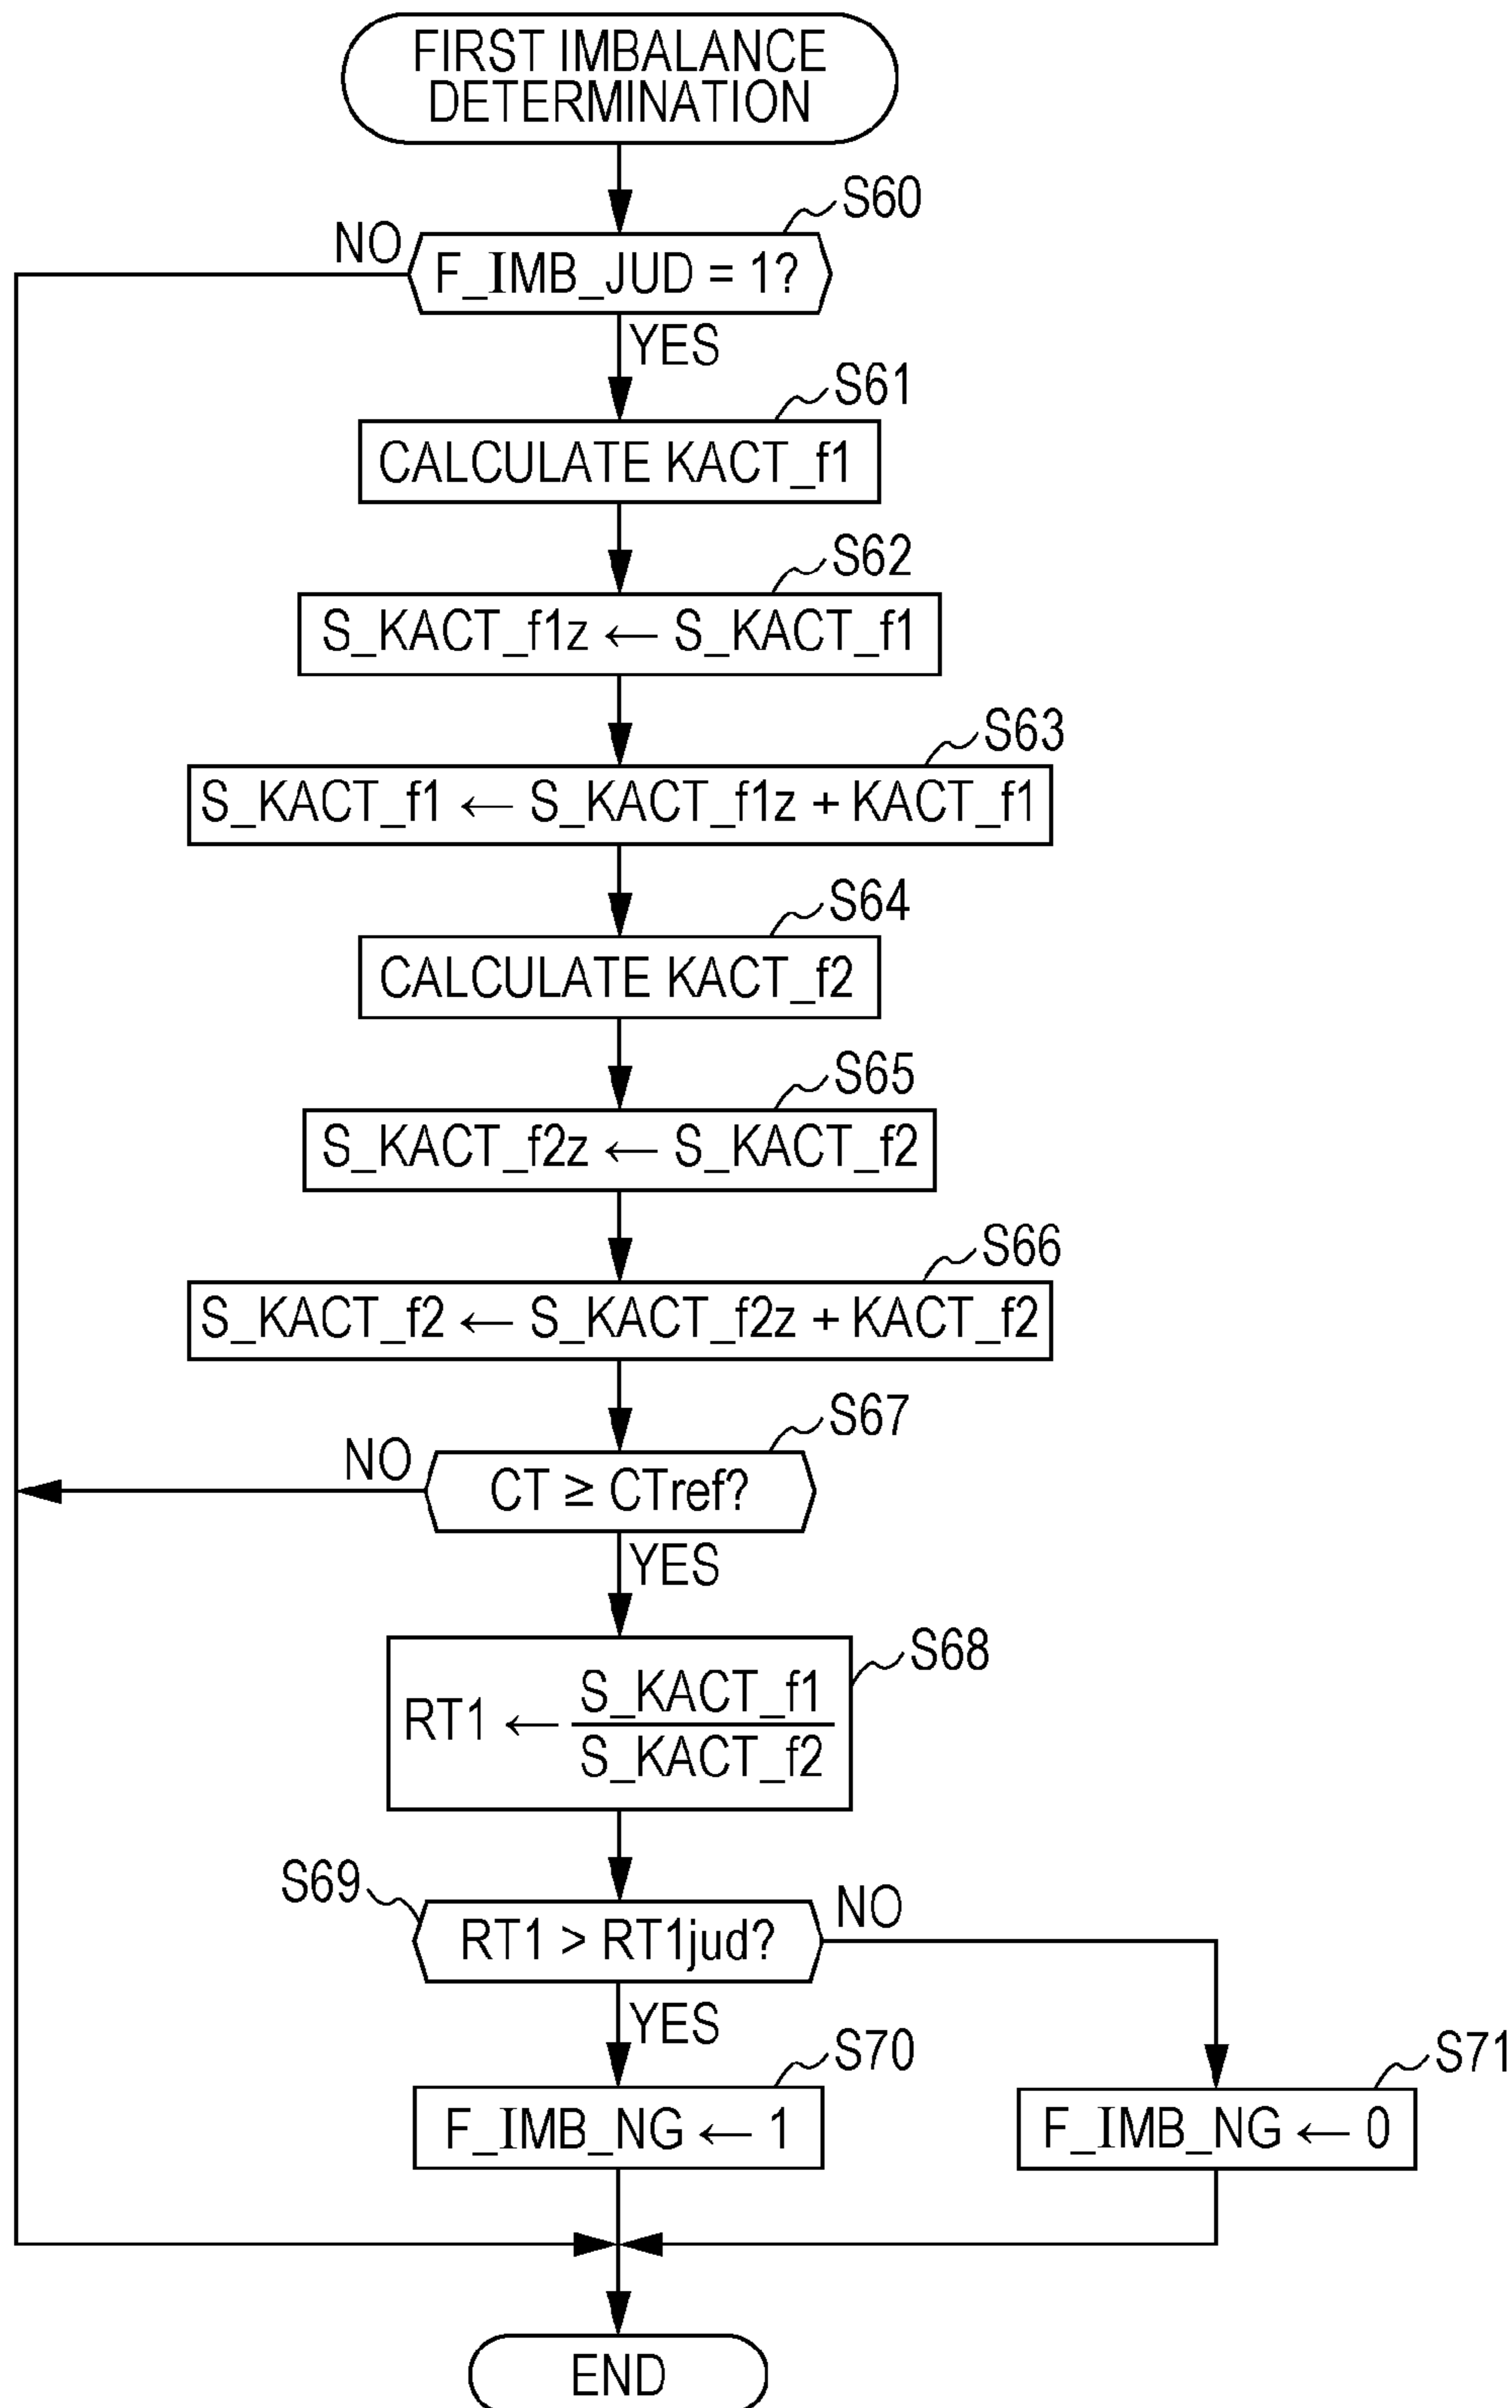 FIRST IMBALANCE
DETERMINATION
S60
NO
F_IMB_JUD = 1?
YES
S61
CALCULATE KACT_f1
S62
S_KACT_f1z ← S_KACT_f1
S63
S_KACT_f1 ← S_KACT_f1z + KACT_f1
S64
CALCULATE KACT_f2
S65
S_KACT_f2z ← S_KACT_f2
S66
S_KACT_f2 ← S_KACT_f2z + KACT_f2
S67
NO
CT ≥ CTref?
YES
S68
S_KACT_f1
RT1 ←
S_KACT_f2
S69
NO
RT1 > RT1jud?
YES
S70
S71
F_IMB_NG ← 1
F_IMB_NG ← 0
END